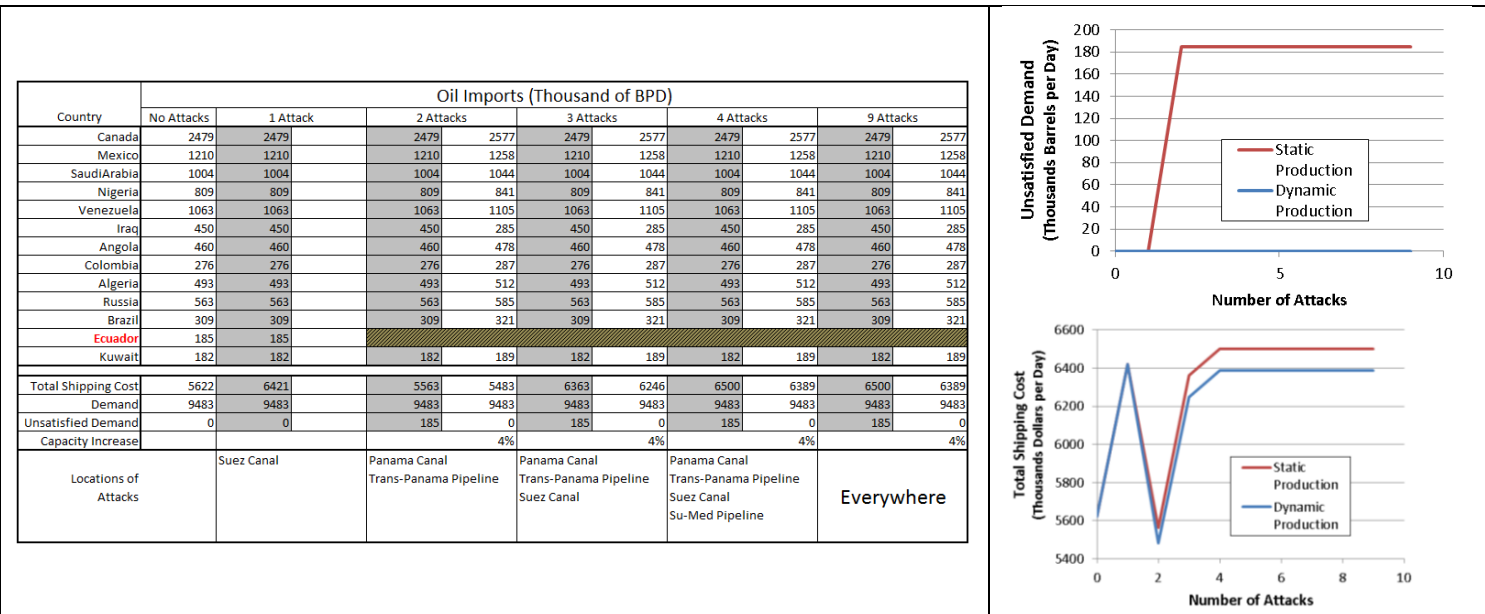 Oil Imports (Thousand of BPD)
Country No Attacks 1 Attack 2 Attacks 3 Attacks 4 Attacks 9 Attacks
Canada 2479 2479 2479 2577 2479 2577 2479 2577 2479 2577
Mexico 1210 1210 1210 1258 1210 1258 1210 1258 1210 1258
SaudiArabia 1004 1004 1004 1044 1004 1044 1004 1044 1004 1044
Nigeria 809 809 809 841 809 841 809 841 809 841
Venezuela 1063 1063 1063 1105 1063 1105 1063 1105 1063 1105
Iraq 450 450 450 285 450 285 450 285 450 285
Angola 460 460 460 478 460 478 460 478 460 478
Colombia 276 276 276 287 276 287 276 287 276 287
Algeria 493 493 493 512 493 512 493 512 493 512
Russia 563 563 563 585 563 585 563 585 563 585
Brazil 309 309 309 321 309 321 309 321 309 321
Ecuador 185 185
Kuwait 182 182 182 189 182 189 182 189 182 189
Total Shipping Cost 5622 6421 5563 5483 6363 6246 6500 6389 6500 6389
Demand 9483 9483 9483 9483 9483 9483 9483 9483 9483 9483
Unsatisfied Demand 0 0 185 0 185 0 185 0 185 0
Capacity Increase 4% 4% 4% 4%
Locations of
Attacks
Suez Canal
Panama Canal
Trans-Panama Pipeline
Panama Canal
Trans-Panama Pipeline
Suez Canal
Panama Canal
Trans-Panama Pipeline
Suez Canal
Su-Med Pipeline
Everywhere
Unsatisfied Demand
(Thousands Barrels per Day)
200
180
160
140
120
100
80
60
40
20
0
0 5 10
Number of Attacks
Static
Production
Dynamic
Production
Total Shipping Cost
(Thousands Dollars per Day)
6600
6400
6200
6000
5800
5600
5400
0 2 4 6 8 10
Number of Attacks
Static
Production
Dynamic
Production